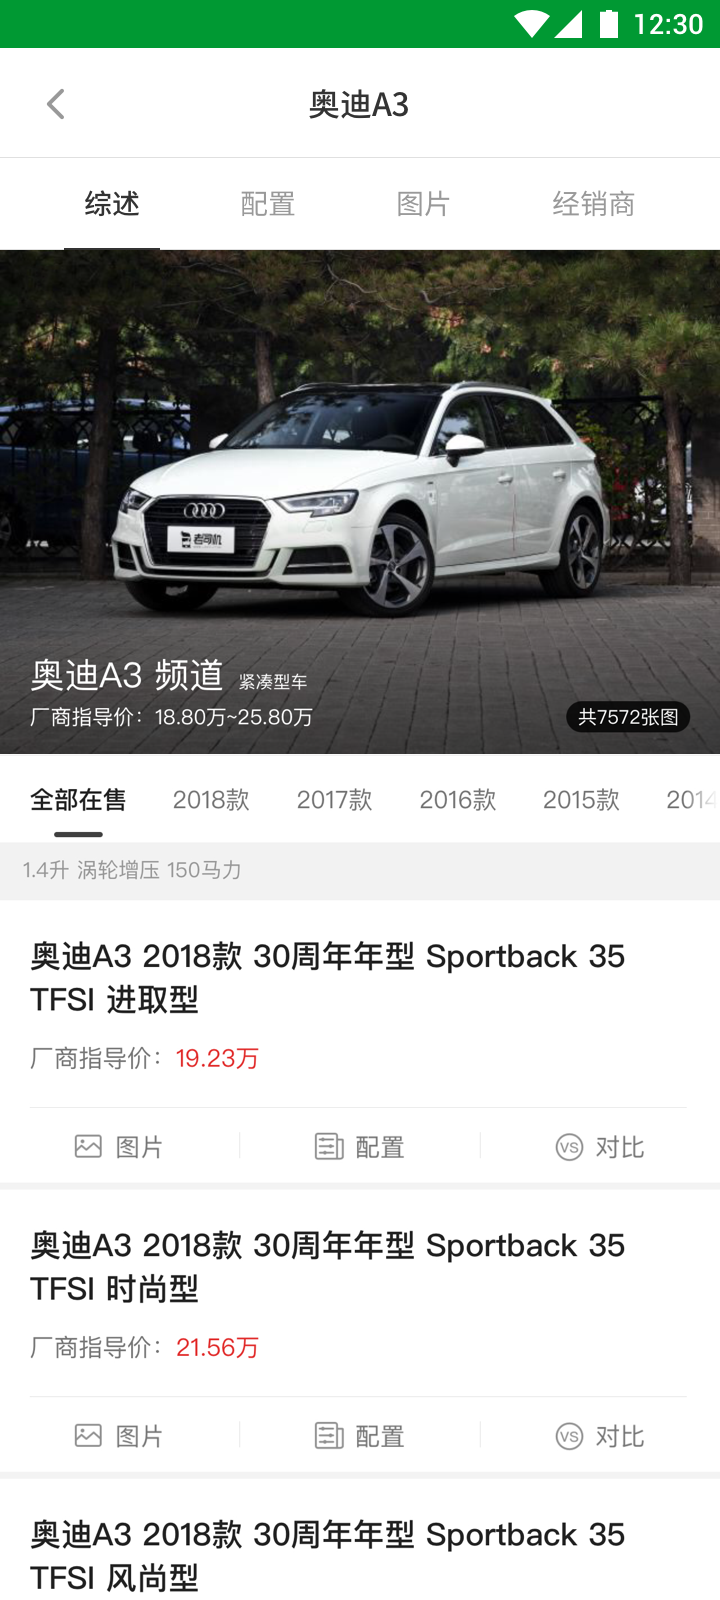 12:30
奥迪A3
综述 配置 图片 经销商
老司机
奥迪A3 频道 紧凑型车
厂商指导价：18.80万~25.80万
共7572张图
全部在售 2018款 2017款 2016款 2015款 2014
1.4升 涡轮增压 150马力
奥迪A3 2018款 30周年年型 Sportback 35
TFSI 进取型
厂商指导价：19.23万
图片 配置 VS 对比
奥迪A3 2018款 30周年年型 Sportback 35
TFSI 时尚型
厂商指导价：21.56万
图片 配置 VS 对比
奥迪A3 2018款 30周年年型 Sportback 35
TFSI 风尚型